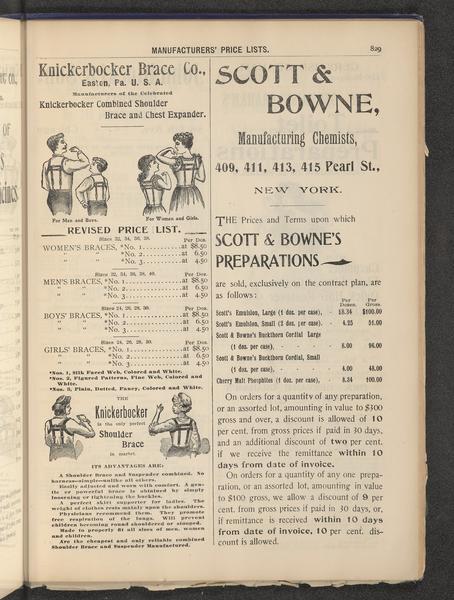 MANUFACTURERS' PRICE LISTS.
829
Knickerbocker Brace Co.,
Easton, Pa. U. S. A.
Manufacturers of the Celebrated
Knickerbocker Combined Shoulder
Brace and Chest Expander.
For Men and Boys.
For Women and Girls.
REVISED PRICE LIST.
Sizes 32, 34, 36, 38.
Per Doz.
WOMEN'S BRACES, *No. 1............at $8.50
" " *No. 2............at 6.50
" " *No. 3............at 4.50
Sizes 32, 34, 36, 38, 40.
Per Doz.
MEN'S BRACES, *No. 1............at $8.50
" " *No. 2............at 6.50
" " *No. 3............at 4.50
Sizes 24, 26, 28, 30.
Per Doz.
BOYS' BRACES, *No. 1............at $8.50
" " *No. 2............at 6.50
" " *No. 3............at 4.50
Sizes 24, 26, 28, 30.
Per Doz.
GIRLS' BRACES, *No. 1............at $8.50
" " *No. 2............at 6.50
" " *No. 3............at 4.50
*Nos. 1, Silk Faced Web, Colored and White.
*Nos. 2, Figured Patterns, Fine Web, Colored and
White.
*Nos. 3, Plain, Dotted, Fancy, Colored and White.
THE
Knickerbocker
is the only perfect
Shoulder
Brace
in market.
ITS ADVANTAGES ARE:
A Shoulder Brace and Suspender combined. No
harness—simple—unlike all others.
Easily adjusted and worn with comfort. A gen-
tle or powerful brace is obtained by simply
loosening or tightening the buckles.
A perfect skirt supporter for ladies. The
weight of clothes rests mainly upon the shoulders.
Physicians recommend them. They promote
free respiration of the lungs. Will prevent
children becoming round shouldered or stooped.
Made to properly fit all sizes of men, women
and children.
Are the cheapest and only reliable combined
Shoulder Brace and Suspender Manufactured.
SCOTT &
BOWNE,
Manufacturing Chemists,
409, 411, 413, 415 Pearl St.,
NEW YORK.
THE Prices and Terms upon which
SCOTT & BOWNE'S
PREPARATIONS
are sold, exclusively on the contract plan, are
as follows:
Per Dozen. Per Gross.
Scott's Emulsion, Large (1 doz. per case), - $8.34 $100.00
Scott's Emulsion, Small (2 doz. per case), - 4.25 51.00
Scott & Bowne's Buckthorn Cordial Large
(1 doz. per case), - - 8.00 96.00
Scott & Bowne's Buckthorn Cordial, Small
(1 doz. per case), - - 4.00 48.00
Cherry Malt Phosphites (1 doz. per case), - 8.34 100.00
On orders for quantity of any preparation,
or an assorted lot, amounting in value to $300
gross and over, a discount is allowed of 10
per cent. from gross prices if paid in 30 days,
and an additional discount of two per cent.
if we receive the remittance within 10
days from date of invoice.
On orders for quantity of any one prepa-
ration, or an assorted lot, amounting in value
to $100 gross, we allow a discount of 9 per
cent. from gross prices if paid in 30 days, or,
if remittance is received within 10 days
from date of invoice, 10 per cent. dis-
count is allowed.